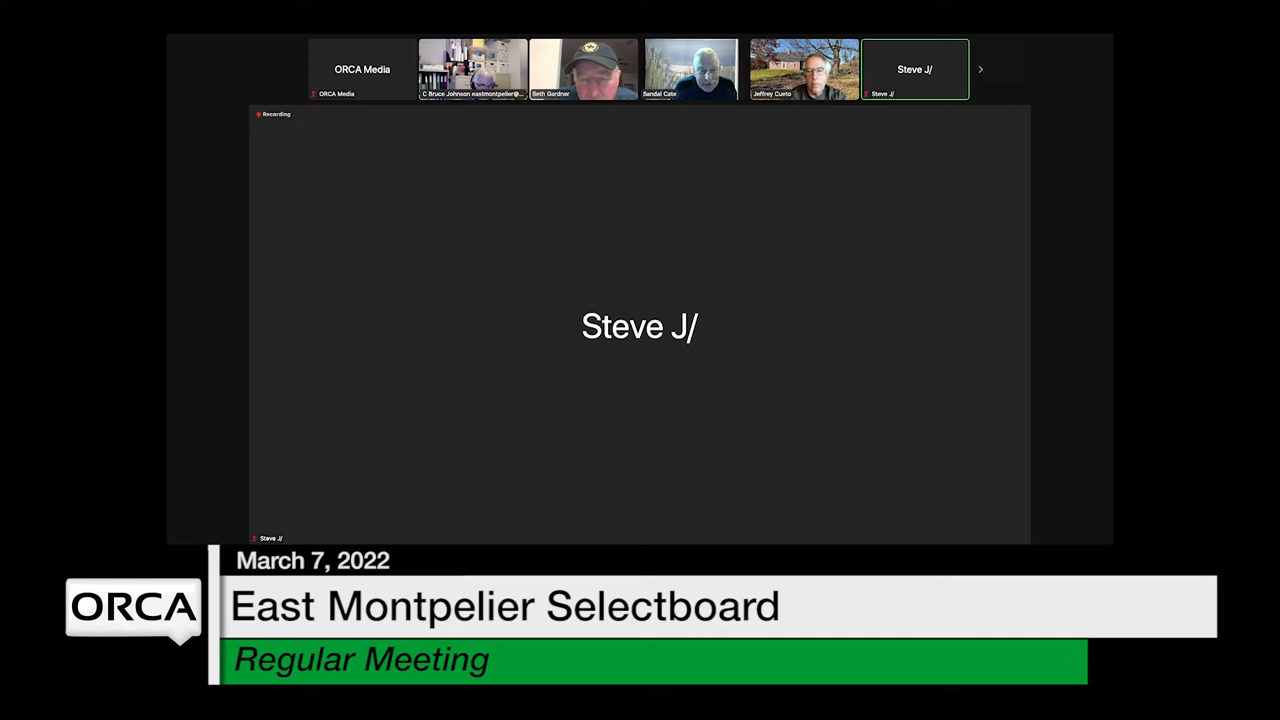 ORCA Media
Steve J/
ORCA Media
C Bruce Johnson eastmontpelier@...
Seth Gardner
Sandal Cate
Jeffrey Cueto
Steve J/
Recording
Steve J/
Steve J/
March 7, 2022
ORCA
East Montpelier Selectboard
Regular Meeting